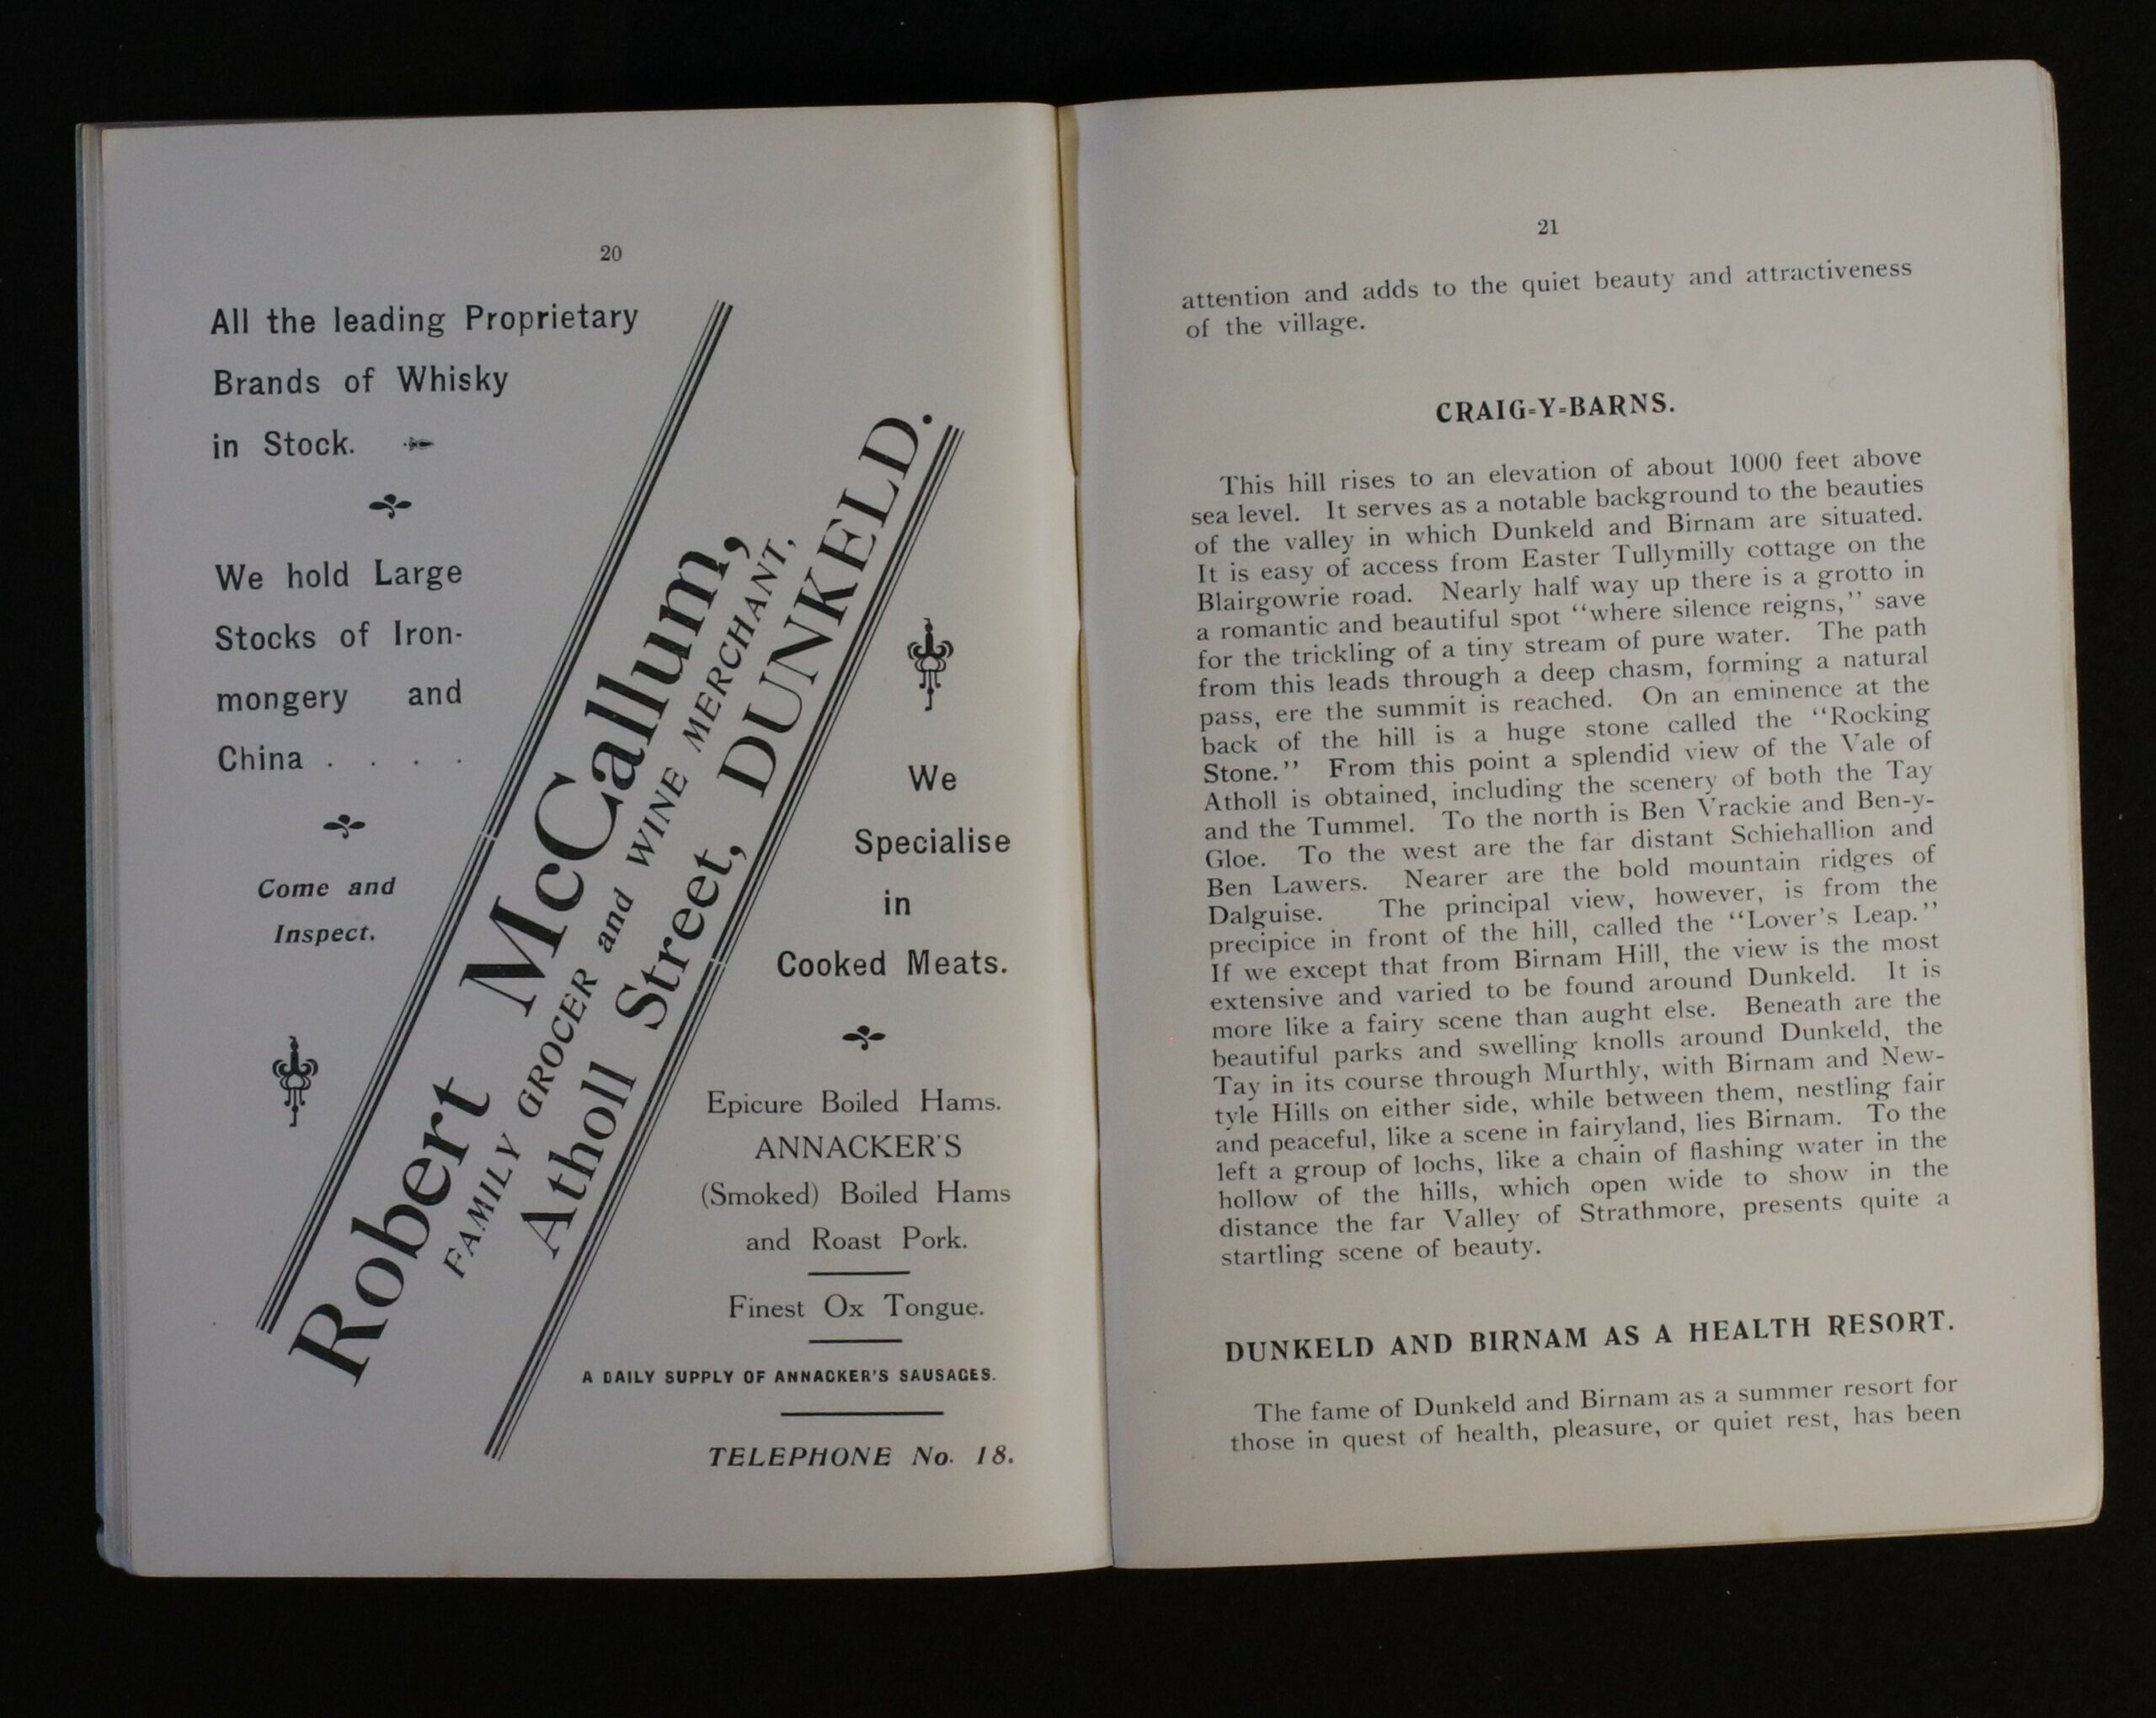 20
All the leading Proprietary
Brands of Whisky
in Stock.
We hold Large
Stocks of Iron-
mongery and
China . . . .
Come and
Inspect.
Robert McCallum,
FAMILY GROCER and WINE MERCHANT,
Atholl Street, DUNKELD.
We
Specialise
in
Cooked Meats.
Epicure Boiled Hams.
ANNACKER'S
(Smoked) Boiled Hams
and Roast Pork.
Finest Ox Tongue.
A DAILY SUPPLY OF ANNACKER'S SAUSAGES.
TELEPHONE No. 18.
21
attention and adds to the quiet beauty and attractiveness
of the village.
CRAIG-Y-BARNS.
This hill rises to an elevation of about 1000 feet above
sea level. It serves as a notable background to the beauties
of the valley in which Dunkeld and Birnam are situated.
It is easy of access from Easter Tullymilly cottage on the
Blairgowrie road. Nearly half way up there is a grotto in
a romantic and beautiful spot "where silence reigns," save
for the trickling of a tiny stream of pure water. The path
from this leads through a deep chasm, forming a natural
pass, ere the summit is reached. On an eminence at the
back of the hill is a huge stone called the "Rocking
Stone." From this point a splendid view of the Vale of
Atholl is obtained, including the scenery of both the Tay
and the Tummel. To the north is Ben Vrackie and Ben-y-
Gloe. To the west are the far distant Schiehallion and
Ben Lawers. Nearer are the bold mountain ridges of
Dalguise. The principal view, however, is from the
precipice in front of the hill, called the "Lover's Leap."
If we except that from Birnam Hill, the view is the most
extensive and varied to be found around Dunkeld. It is
more like a fairy scene than aught else. Beneath are the
beautiful parks and swelling knolls around Dunkeld, the
Tay in its course through Murthly, with Birnam and New-
tyle Hills on either side, while between them, nestling fair
and peaceful, like a scene in fairyland, lies Birnam. To the
left a group of lochs, like a chain of flashing water in the
hollow of the hills, which open wide to show in the
distance the far Valley of Strathmore, presents quite a
startling scene of beauty.
DUNKELD AND BIRNAM AS A HEALTH RESORT.
The fame of Dunkeld and Birnam as a summer resort for
those in quest of health, pleasure, or quiet rest, has been